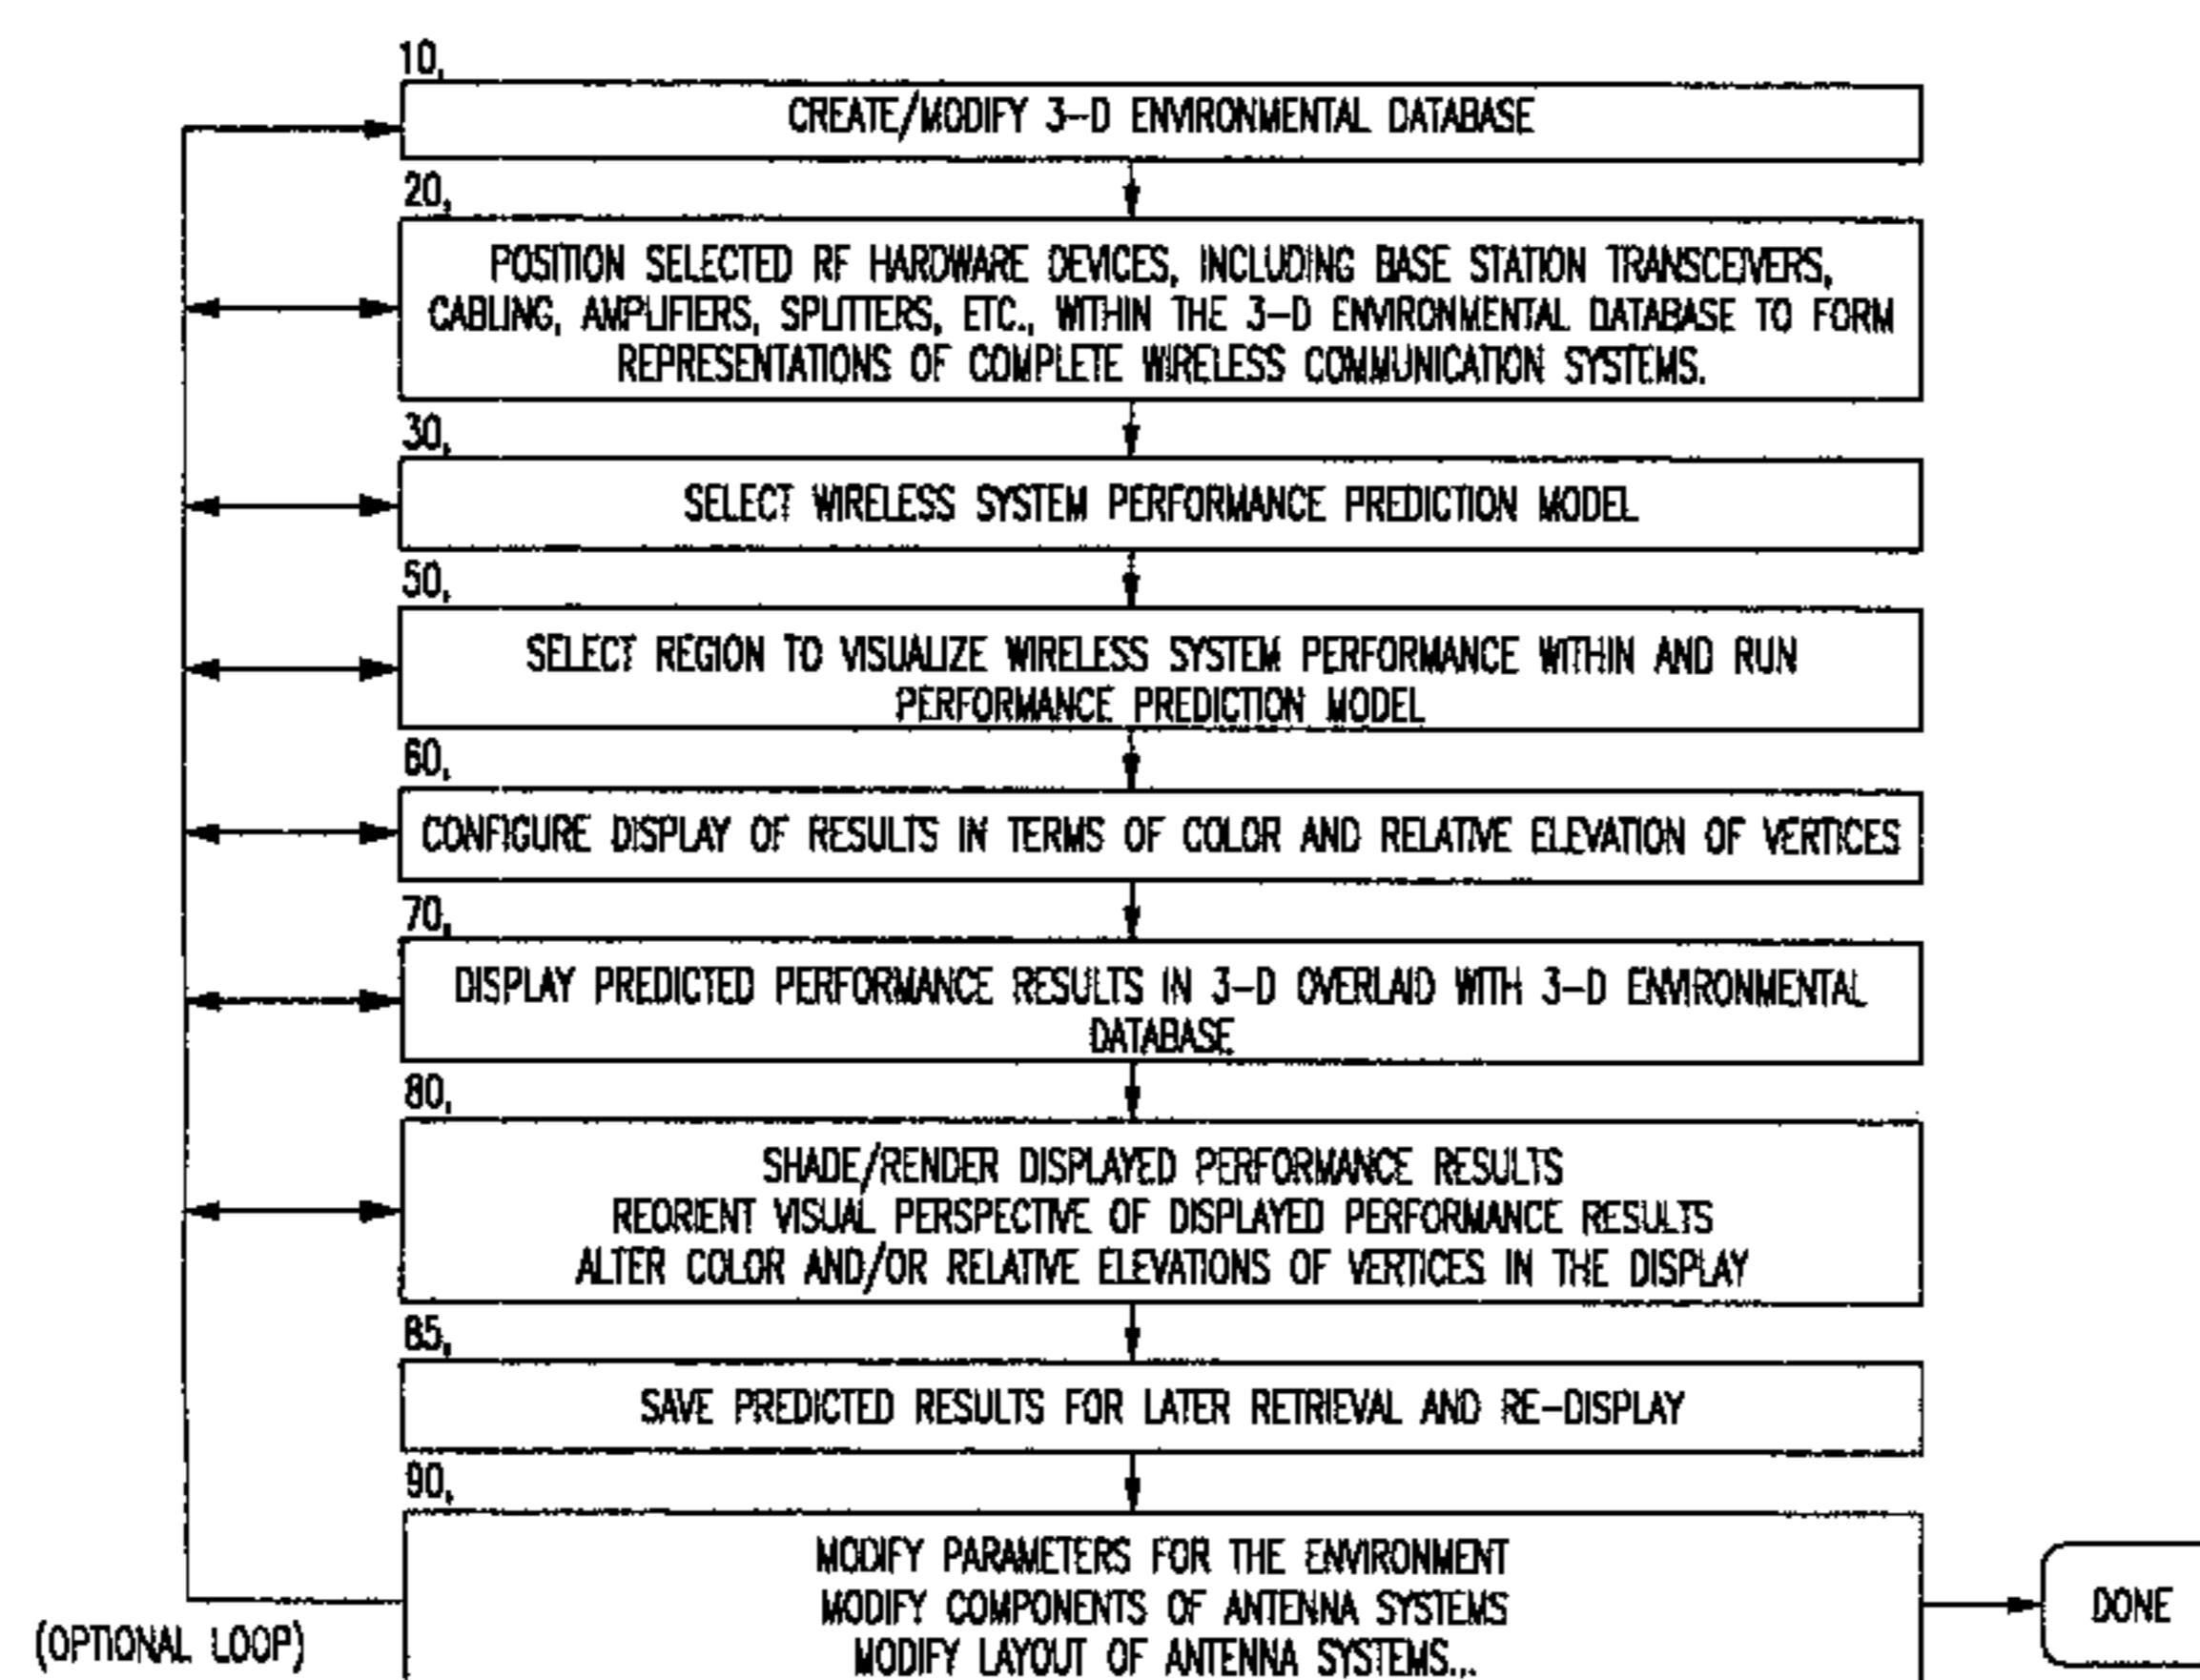 10,
CREATE/MODIFY 3-D ENVIRONMENTAL DATABASE
20,
POSITION SELECTED RF HARDWARE DEVICES, INCLUDING BASE STATION TRANSCEIVERS,
CABLING, AMPLIFIERS, SPLITTERS, ETC., WITHIN THE 3-D ENVIRONMENTAL DATABASE TO FORM
REPRESENTATIONS OF COMPLETE WIRELESS COMMUNICATION SYSTEMS.
30,
SELECT WIRELESS SYSTEM PERFORMANCE PREDICTION MODEL
50,
SELECT REGION TO VISUALIZE WIRELESS SYSTEM PERFORMANCE WITHIN AND RUN
PERFORMANCE PREDICTION MODEL
60,
CONFIGURE DISPLAY OF RESULTS IN TERMS OF COLOR AND RELATIVE ELEVATION OF VERTICES
70,
DISPLAY PREDICTED PERFORMANCE RESULTS IN 3-D OVERLAID WITH 3-D ENVIRONMENTAL
DATABASE
80,
SHADE/RENDER DISPLAYED PERFORMANCE RESULTS
REORIENT VISUAL PERSPECTIVE OF DISPLAYED PERFORMANCE RESULTS
ALTER COLOR AND/OR RELATIVE ELEVATIONS OF VERTICES IN THE DISPLAY
85,
SAVE PREDICTED RESULTS FOR LATER RETRIEVAL AND RE-DISPLAY
90,
MODIFY PARAMETERS FOR THE ENVIRONMENT
MODIFY COMPONENTS OF ANTENNA SYSTEMS
MODIFY LAYOUT OF ANTENNA SYSTEMS...
DONE
(OPTIONAL LOOP)